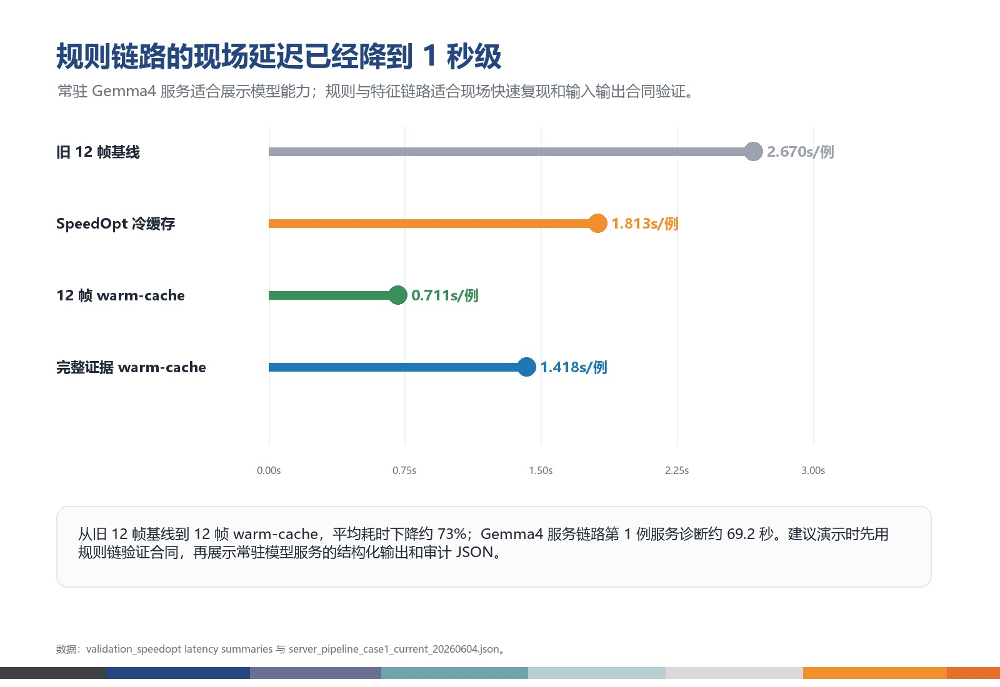 规则链路的现场延迟已经降到 1 秒级
常驻 Gemma4 服务适合展示模型能力；规则与特征链路适合现场快速复现和输入输出合同验证。
旧 12 帧基线
2.670s/例
SpeedOpt 冷缓存
1.813s/例
12 帧 warm-cache
0.711s/例
完整证据 warm-cache
1.418s/例
0.00s
0.75s
1.50s
2.25s
3.00s
从旧 12 帧基线到 12 帧 warm-cache，平均耗时下降约 73%；Gemma4 服务链路第 1 例服务诊断约 69.2 秒。建议演示时先用
规则链验证合同，再展示常驻模型服务的结构化输出和审计 JSON。
数据：validation_speedopt latency summaries 与 server_pipeline_case1_current_20260604.json。